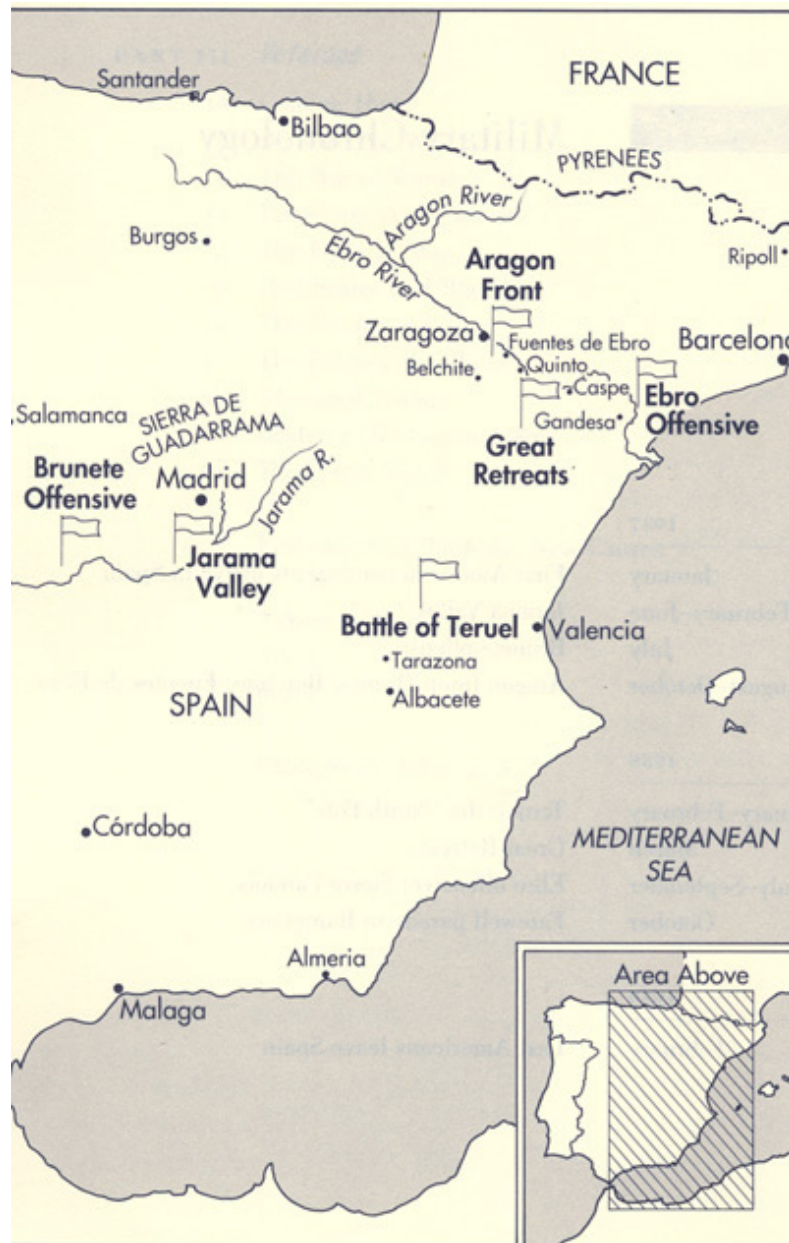 Santander
Bilbao
FRANCE
PYRENEES
Aragon River
Ebro River
Burgos
Ripoll
Aragon
Front
Zaragoza
Fuentes de Ebro
Quinto
Belchite
Caspe
Gandesa
Barcelona
Ebro
Offensive
Great
Retreats
Salamanca
SIERRA DE
GUADARRAMA
Brunete
Offensive
Madrid
Jarama R.
Jarama
Valley
Battle of Teruel
Valencia
Tarazona
Albacete
SPAIN
Córdoba
MEDITERRANEAN
SEA
Almeria
Malaga
Area Above